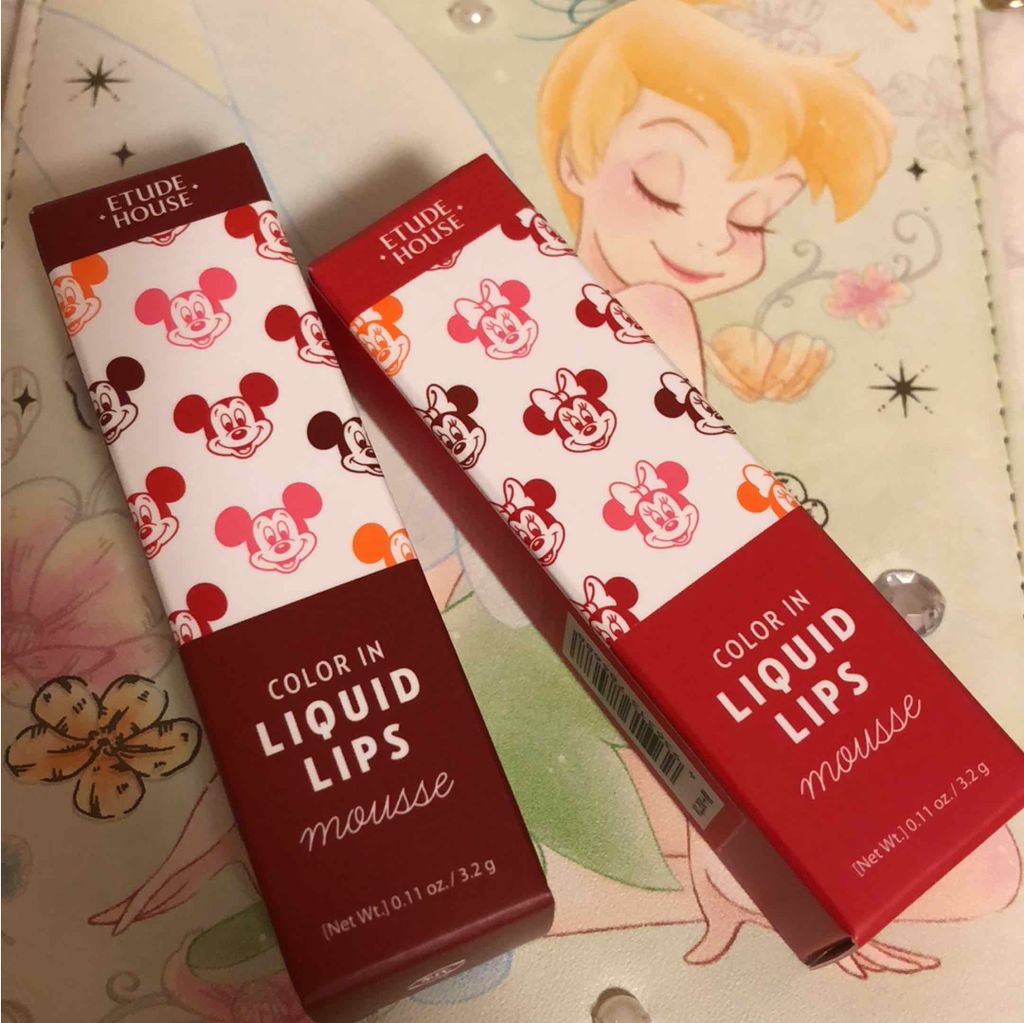 ETUDE
HOUSE
COLOR IN
LIQUID
LIPS
mousse
[Net Wt.] 0.11 oz. / 3.2 g
ETUDE
HOUSE
COLOR IN
LIQUID
LIPS
mousse
[Net Wt.] 0.11 oz. / 3.2 g